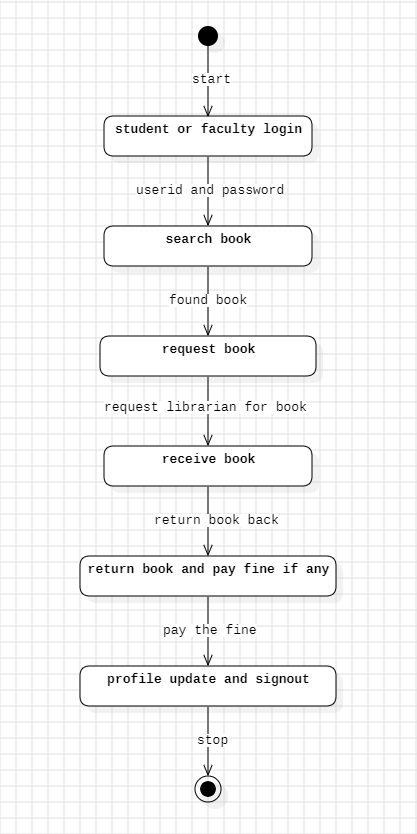 start
student or faculty login
userid and password
search book
found book
request book
request librarian for book
receive book
return book back
return book and pay fine if any
pay the fine
profile update and signout
stop